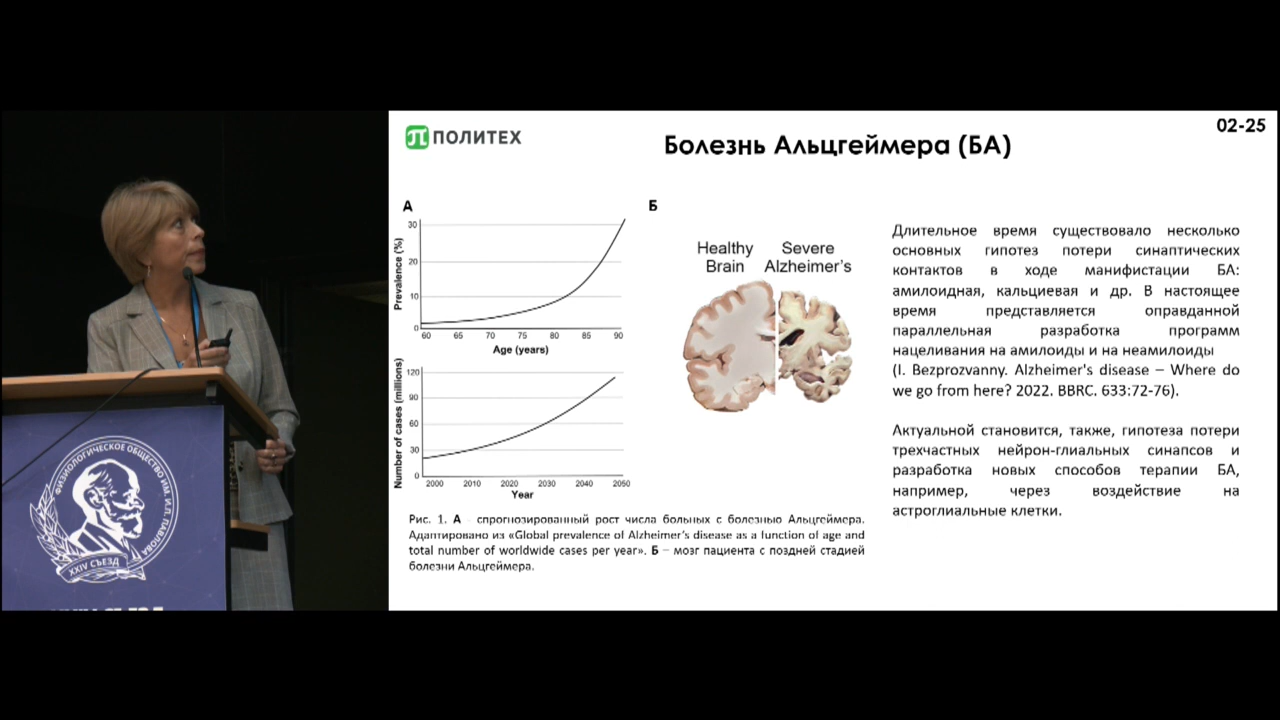 ПОЛИТЕХ
Болезнь Альцгеймера (БА)
02-25
А
30
20
10
0
Prevalence (%)
60 65 70 75 80 85 90
Age (years)
120
90
60
30
0
Number of cases (millions)
2000 2010 2020 2030 2040 2050
Year
Б
Healthy
Brain
Severe
Alzheimer’s
Рис. 1. А - спрогнозированный рост числа больных с болезнью Альцгеймера.
Адаптировано из «Global prevalence of Alzheimer’s disease as a function of age and
total number of worldwide cases per year». Б – мозг пациента с поздней стадией
болезни Альцгеймера.
Длительное время существовало несколько
основных гипотез потери синаптических
контактов в ходе манифистации БА:
амилоидная, кальциевая и др. В настоящее
время представляется оправданной
параллельная разработка программ
нацеливания на амилоиды и на неамилоиды
(I. Bezprozvanny. Alzheimer's disease – Where do
we go from here? 2022. BBRC. 633:72-76).
Актуальной становится, также, гипотеза потери
трехчастных нейрон-глиальных синапсов и
разработка новых способов терапии БА,
например, через воздействие на
астроглиальные клетки.
ФИЗИОЛОГИЧЕСКОЕ ОБЩЕСТВО ИМ. И.П. ПАВЛОВА
XXIV СЪЕЗД